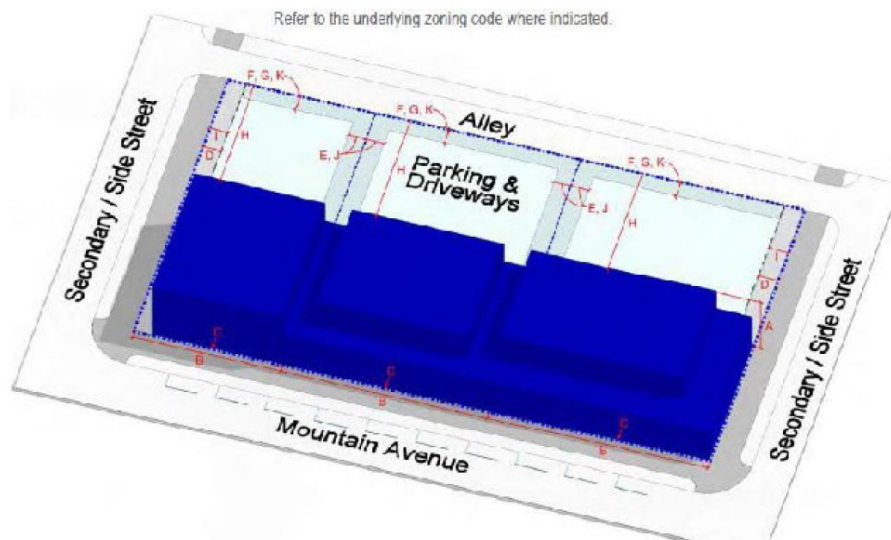 Refer to the underlying zoning code where indicated.
F, G, K
F, G, K
Alley
F, G, K
H
I
D
E, J
H
Parking &
Driveways
E, J
H
I
D
A
Secondary / Side Street
Secondary / Side Street
C
B
C
B
C
B
Mountain Avenue